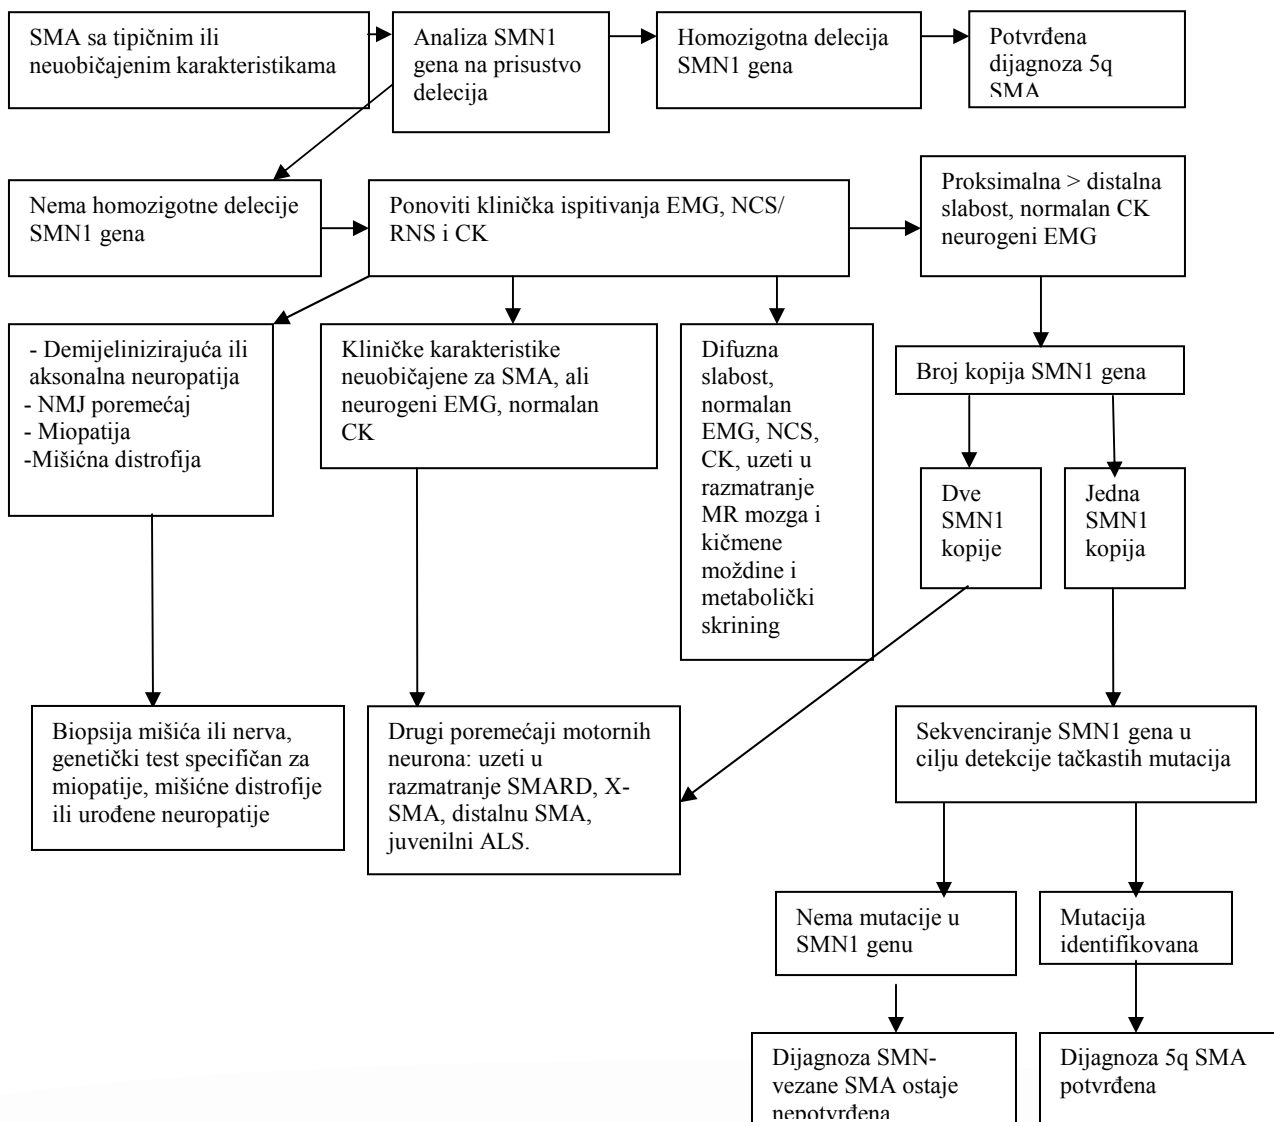 SMA sa tipičnim ili
neuobičajenim karakteristikama
Analiza SMN1
gena na prisustvo
delecija
Homozigotna delecija
SMN1 gena
Potvrđena
dijagnoza 5q
SMA
Nema homozigotne delecije
SMN1 gena
Ponoviti klinička ispitivanja EMG, NCS/
RNS i CK
Proksimalna > distalna
slabost, normalan CK
neurogeni EMG
- Demijelinizirajuća ili
aksonalna neuropatija
- NMJ poremećaj
- Miopatija
-Mišićna distrofija
Kliničke karakteristike
neuobičajene za SMA, ali
neurogeni EMG, normalan
CK
Difuzna
slabost,
normalan
EMG, NCS,
CK, uzeti u
razmatranje
MR mozga i
kičmene
moždine i
metabolički
skrining
Broj kopija SMN1 gena
Dve
SMN1
kopije
Jedna
SMN1
kopija
Biopsija mišića ili nerva,
genetički test specifičan za
miopatije, mišićne distrofije
ili urođene neuropatije
Drugi poremećaji motornih
neurona: uzeti u
razmatranje SMARD, X-
SMA, distalnu SMA,
juvenilni ALS.
Sekvenciranje SMN1 gena u
cilju detekcije tačkastih mutacija
Nema mutacije u
SMN1 genu
Mutacija
identifikovana
Dijagnoza SMN-
vezane SMA ostaje
nepotvrđena
Dijagnoza 5q SMA
potvrđena